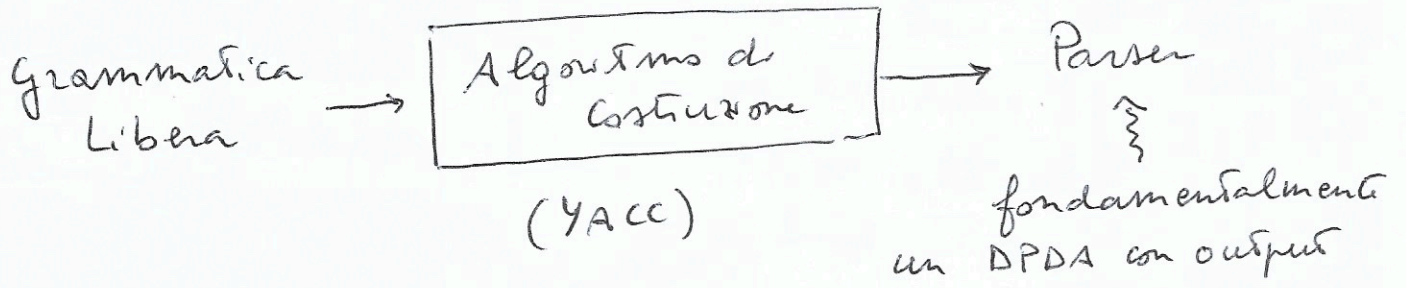 Grammatica
Libera
Algoritmo di
Costruzione
(YACC)
Parser
fondamentalmente
un DPDA con output